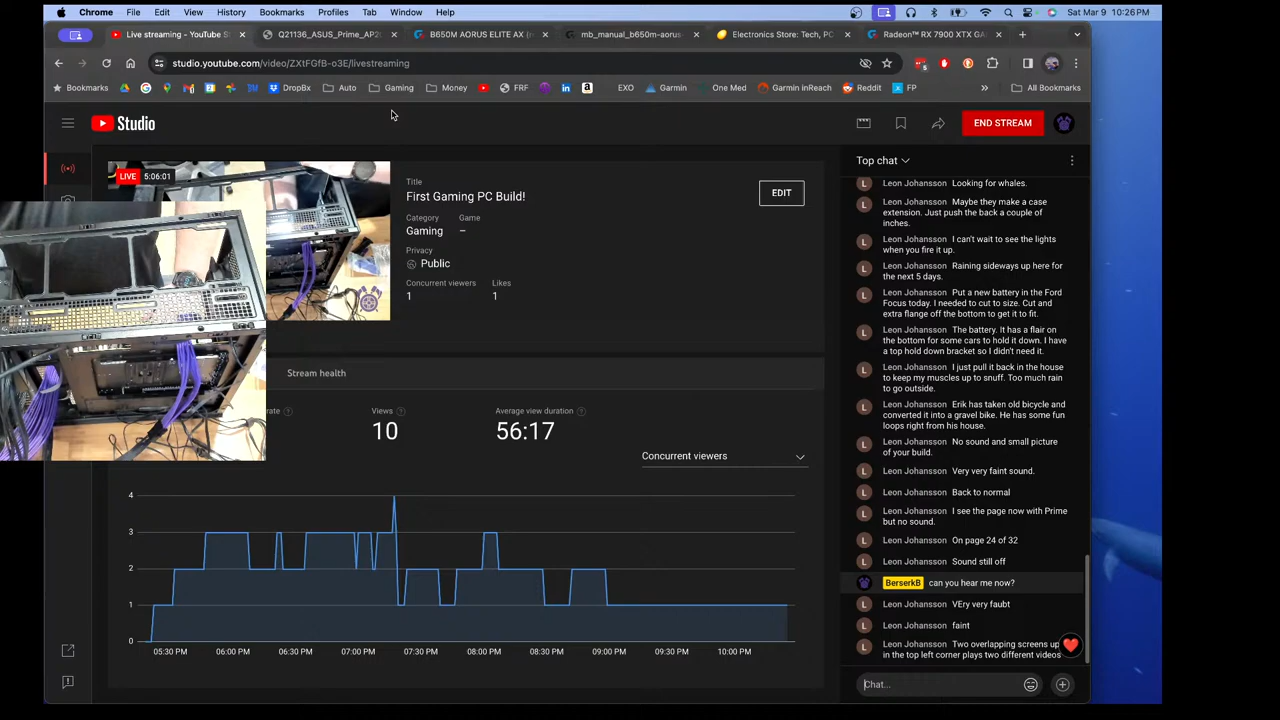 Chrome File Edit View History Bookmarks Profiles Tab Window Help Sat Mar 9 10:26 PM
Live streaming - YouTube S Q21136_ASUS_Prime_AP2 B650M AORUS ELITE AX (r mb_manual_b650m-aorus- Electronics Store: Tech, PC Radeon™ RX 7900 XTX G
studio.youtube.com/video/ZXtFGfB-o3E/livestreaming
Bookmarks DropBx Auto Gaming Money FRF EXO Garmin One Med Garmin inReach Reddit FP All Bookmarks
Studio
END STREAM
LIVE 5:06:01
Title
First Gaming PC Build!
EDIT
Category Game
Gaming –
Privacy
Public
Concurrent viewers Likes
1 1
Stream health
rate Views Average view duration
10 56:17
Concurrent viewers
4
3
2
1
0
05:30 PM 06:00 PM 06:30 PM 07:00 PM 07:30 PM 08:00 PM 08:30 PM 09:00 PM 10:00 PM
Top chat
Leon Johansson Looking for whales.
Leon Johansson Maybe they make a case
extension. Just push the back a couple of
inches.
Leon Johansson I can't wait to see the lights
when you fire it up.
Leon Johansson Raining sideways up here for
the next 5 days.
Leon Johansson Put a new battery in the Ford
Focus today. I needed to cut to size. Cut and
extra flange off the bottom to get it to fit.
Leon Johansson The battery. It has a flair on
the bottom for some cars to hold it down. I have
a top hold down bracket so I didn't need it.
Leon Johansson I just pull it back in the house
to keep my muscles up to snuff. Too much rain
to go outside.
Leon Johansson Erik has taken old bicycle and
converted it into a gravel bike. He has some fun
loops right from his house.
Leon Johansson No sound and small picture
of your build.
Leon Johansson Very very faint sound.
Leon Johansson Back to normal
Leon Johansson I see the page now with Prime
but no sound.
Leon Johansson On page 24 of 32
Leon Johansson Sound still off
BerserkB can you hear me now?
Leon Johansson VEry very faubt
Leon Johansson faint
Leon Johansson Two overlapping screens up
in the top left corner plays two different videos
Chat...